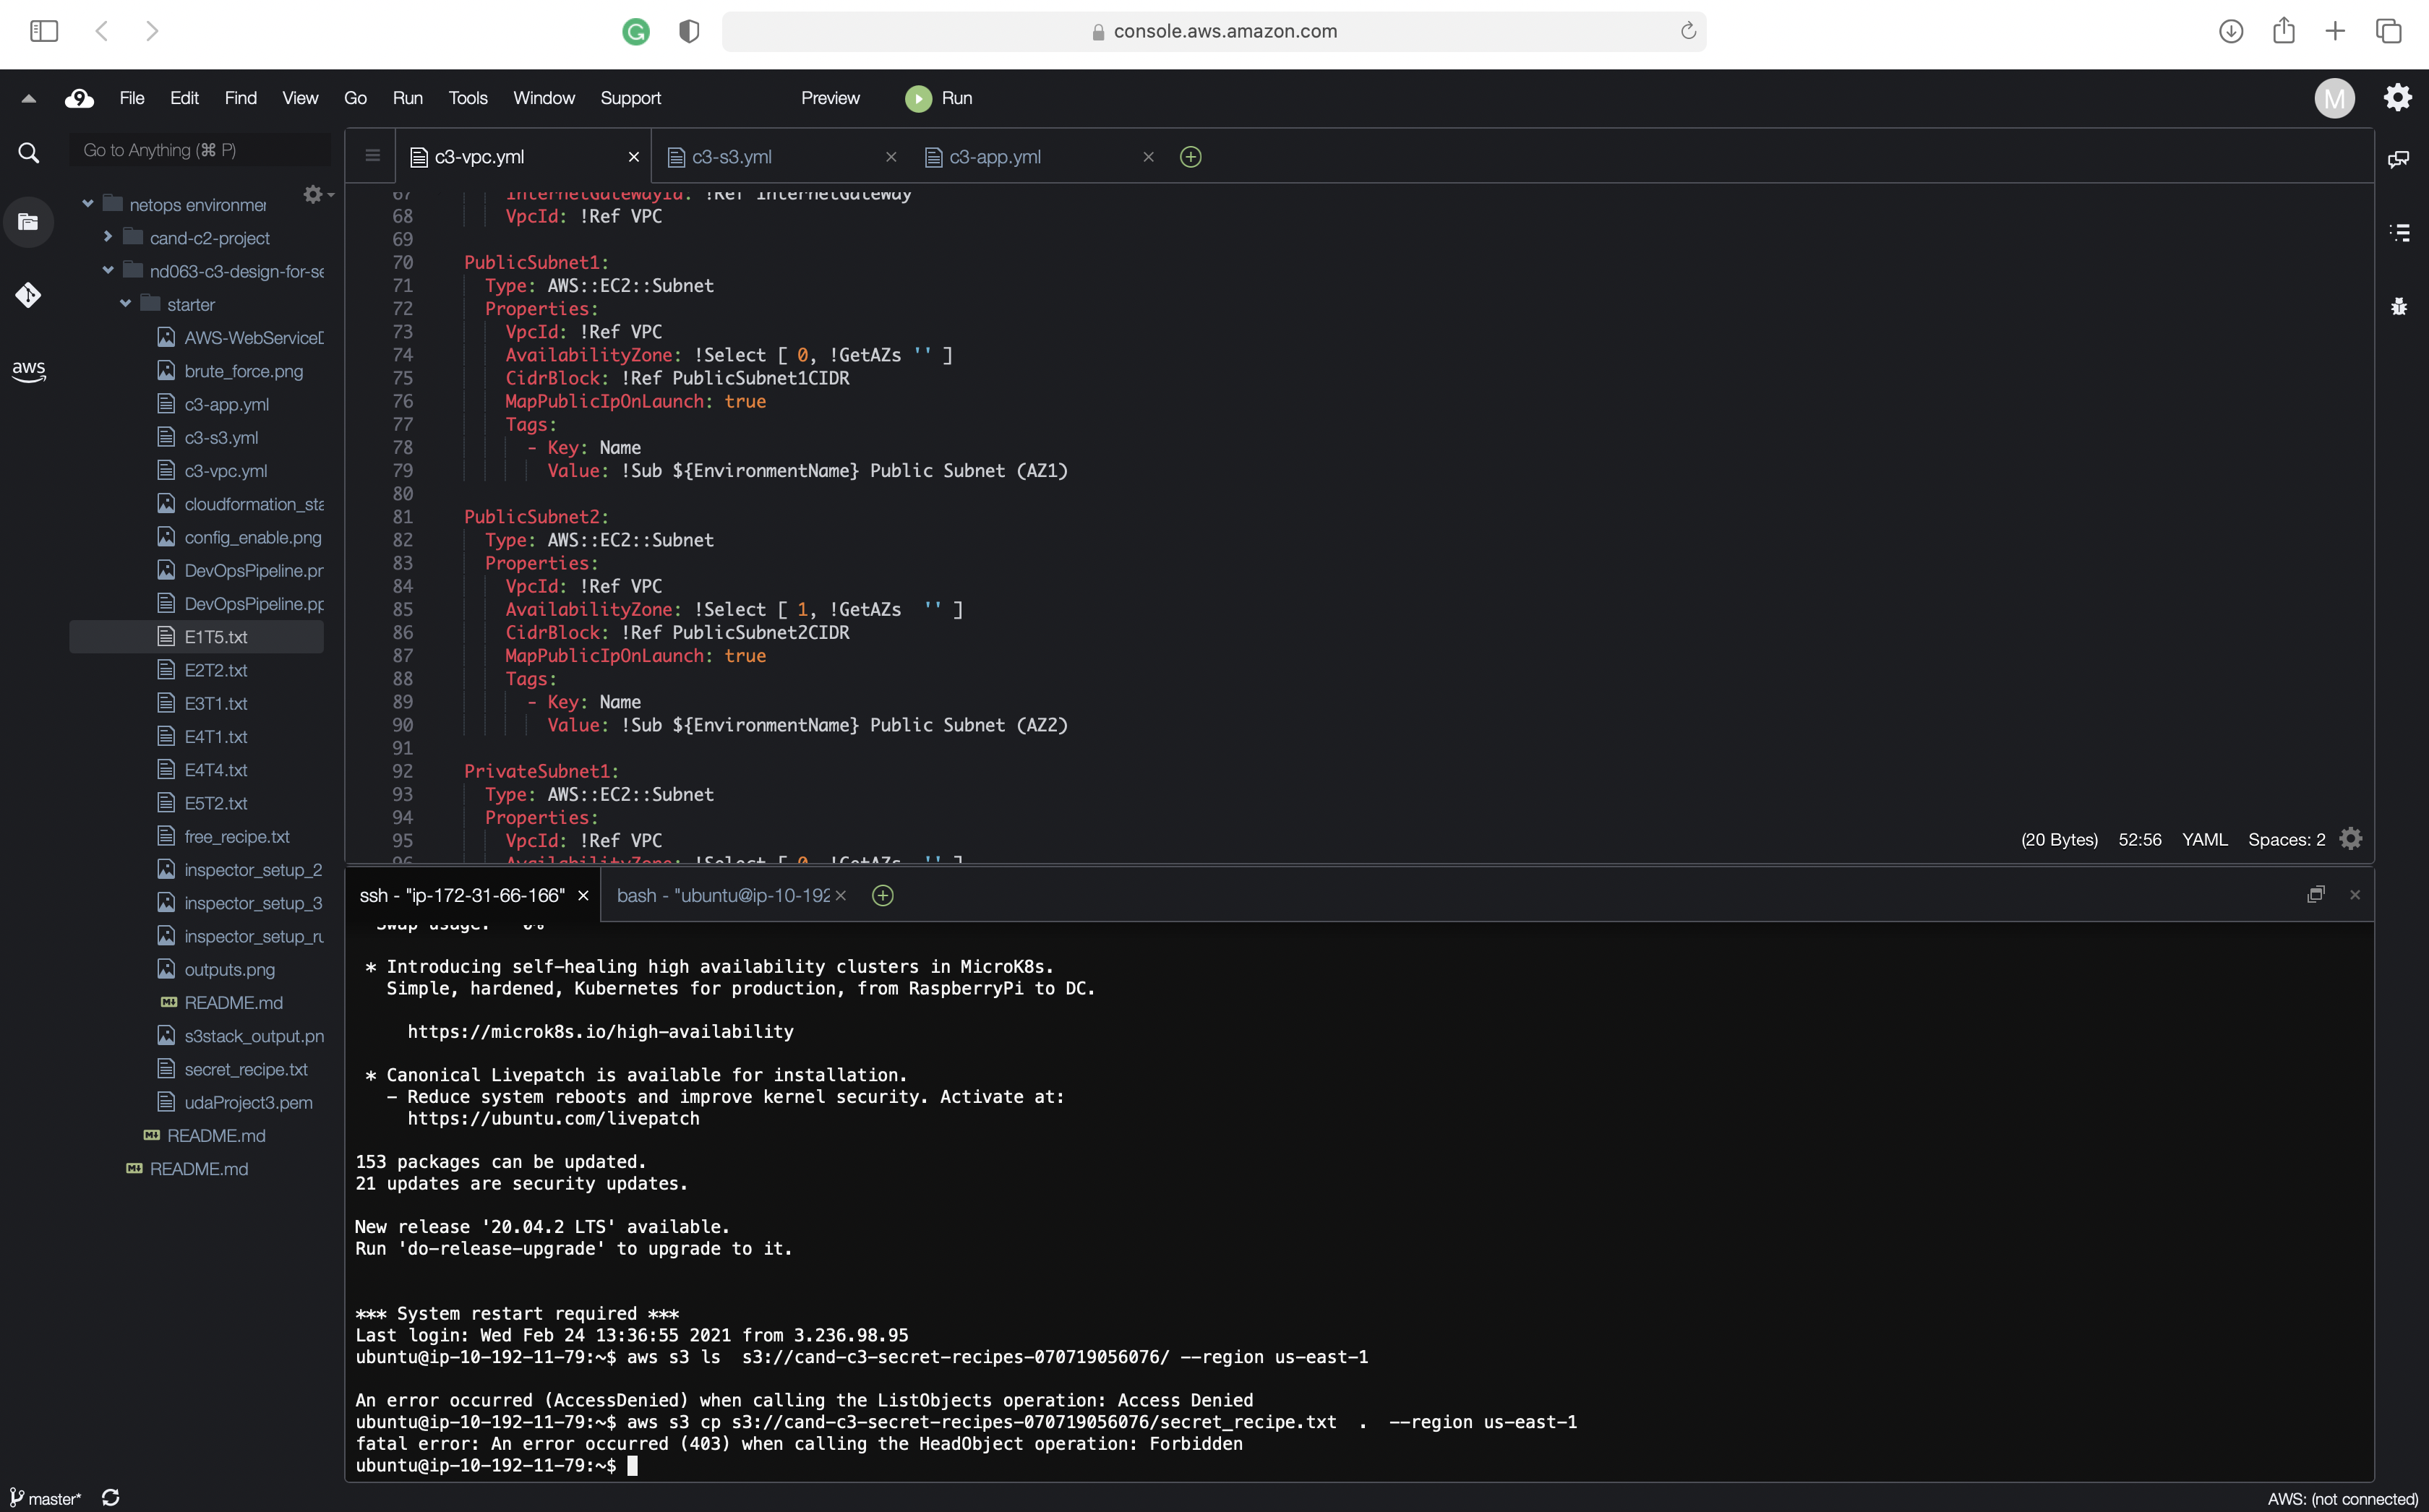 console.aws.amazon.com
9 File Edit Find View Go Run Tools Window Support Preview Run M
Go to Anything (⌘ P)
netops environmer
cand-c2-project
nd063-c3-design-for-se
starter
AWS-WebServiceD
brute_force.png
c3-app.yml
c3-s3.yml
c3-vpc.yml
cloudformation_sta
config_enable.png
DevOpsPipeline.pr
DevOpsPipeline.pp
E1T5.txt
E2T2.txt
E3T1.txt
E4T1.txt
E4T4.txt
E5T2.txt
free_recipe.txt
inspector_setup_2
inspector_setup_3
inspector_setup_ru
outputs.png
README.md
s3stack_output.pn
secret_recipe.txt
udaProject3.pem
README.md
README.md
aws
c3-vpc.yml c3-s3.yml c3-app.yml
67 InternetGatewayId: !Ref InternetGateway
68 VpcId: !Ref VPC
69
70 PublicSubnet1:
71 Type: AWS::EC2::Subnet
72 Properties:
73 VpcId: !Ref VPC
74 AvailabilityZone: !Select [ 0, !GetAZs '' ]
75 CidrBlock: !Ref PublicSubnet1CIDR
76 MapPublicIpOnLaunch: true
77 Tags:
78 - Key: Name
79 Value: !Sub ${EnvironmentName} Public Subnet (AZ1)
80
81 PublicSubnet2:
82 Type: AWS::EC2::Subnet
83 Properties:
84 VpcId: !Ref VPC
85 AvailabilityZone: !Select [ 1, !GetAZs  '' ]
86 CidrBlock: !Ref PublicSubnet2CIDR
87 MapPublicIpOnLaunch: true
88 Tags:
89 - Key: Name
90 Value: !Sub ${EnvironmentName} Public Subnet (AZ2)
91
92 PrivateSubnet1:
93 Type: AWS::EC2::Subnet
94 Properties:
95 VpcId: !Ref VPC
96 AvailabilityZone: !Select [ 0, !GetAZs  '' ]
(20 Bytes) 52:56 YAML Spaces: 2
ssh - "ip-172-31-66-166" bash - "ubuntu@ip-10-192
Swap usage: 0%
* Introducing self-healing high availability clusters in MicroK8s.
Simple, hardened, Kubernetes for production, from RaspberryPi to DC.
https://microk8s.io/high-availability
* Canonical Livepatch is available for installation.
- Reduce system reboots and improve kernel security. Activate at:
https://ubuntu.com/livepatch
153 packages can be updated.
21 updates are security updates.
New release '20.04.2 LTS' available.
Run 'do-release-upgrade' to upgrade to it.
*** System restart required ***
Last login: Wed Feb 24 13:36:55 2021 from 3.236.98.95
ubuntu@ip-10-192-11-79:~$ aws s3 ls  s3://cand-c3-secret-recipes-070719056076/ --region us-east-1
An error occurred (AccessDenied) when calling the ListObjects operation: Access Denied
ubuntu@ip-10-192-11-79:~$ aws s3 cp s3://cand-c3-secret-recipes-070719056076/secret_recipe.txt  .  --region us-east-1
fatal error: An error occurred (403) when calling the HeadObject operation: Forbidden
ubuntu@ip-10-192-11-79:~$
master* AWS: (not connected)